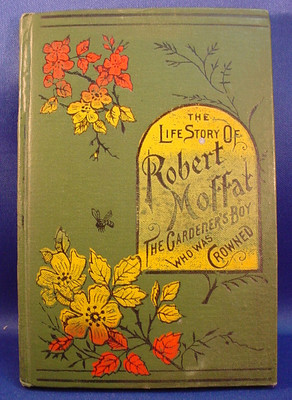 THE
LIFE STORY OF
Robert
Moffat
THE GARDENER'S BOY
WHO WAS
CROWNED